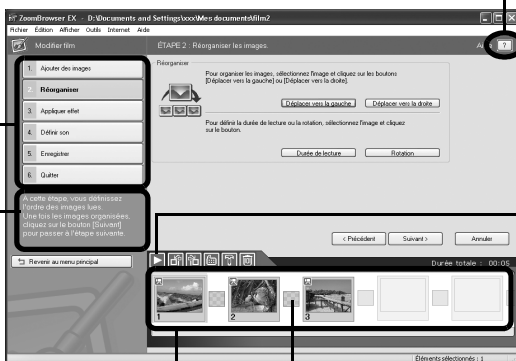 ZoomBrowser EX - D:\Documents and Settings\xxx\Mes documents\film2
Fichier Édition Afficher Outils Internet Aide
Modifier film
ÉTAPE 2 : Réorganiser les images.
?
1. Ajouter des images
2. Réorganiser
3. Appliquer effet
4. Définir son
5. Enregistrer
6. Quitter
À cette étape, vous définissez
l'ordre des images lues.
Une fois les images organisées,
cliquez sur le bouton [Suivant]
pour passer à l'étape suivante.
Revenir au menu principal
Réorganiser
Pour organiser les images, sélectionnez l'image et cliquez sur les boutons
[Déplacer vers la gauche] ou [Déplacer vers la droite].
Déplacer vers la gauche
Déplacer vers la droite
Pour définir la durée de lecture ou la rotation, sélectionnez l'image et cliquez
sur le bouton.
Durée de lecture
Rotation
< Précédent
Suivant >
Annuler
Durée totale : 00:05
1
2
3
Éléments sélectionnés : 1